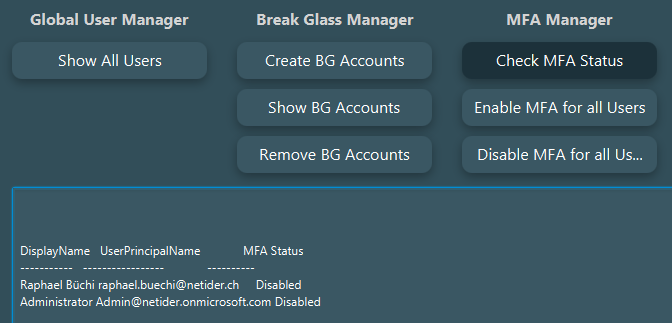 Global User Manager Break Glass Manager MFA Manager
Show All Users Create BG Accounts Check MFA Status
Show BG Accounts Enable MFA for all Users
Remove BG Accounts Disable MFA for all Us...
DisplayName UserPrincipalName MFA Status
----------- ----------------- ----------
Raphael Büchi raphael.buechi@netider.ch Disabled
Administrator Admin@netider.onmicrosoft.com Disabled